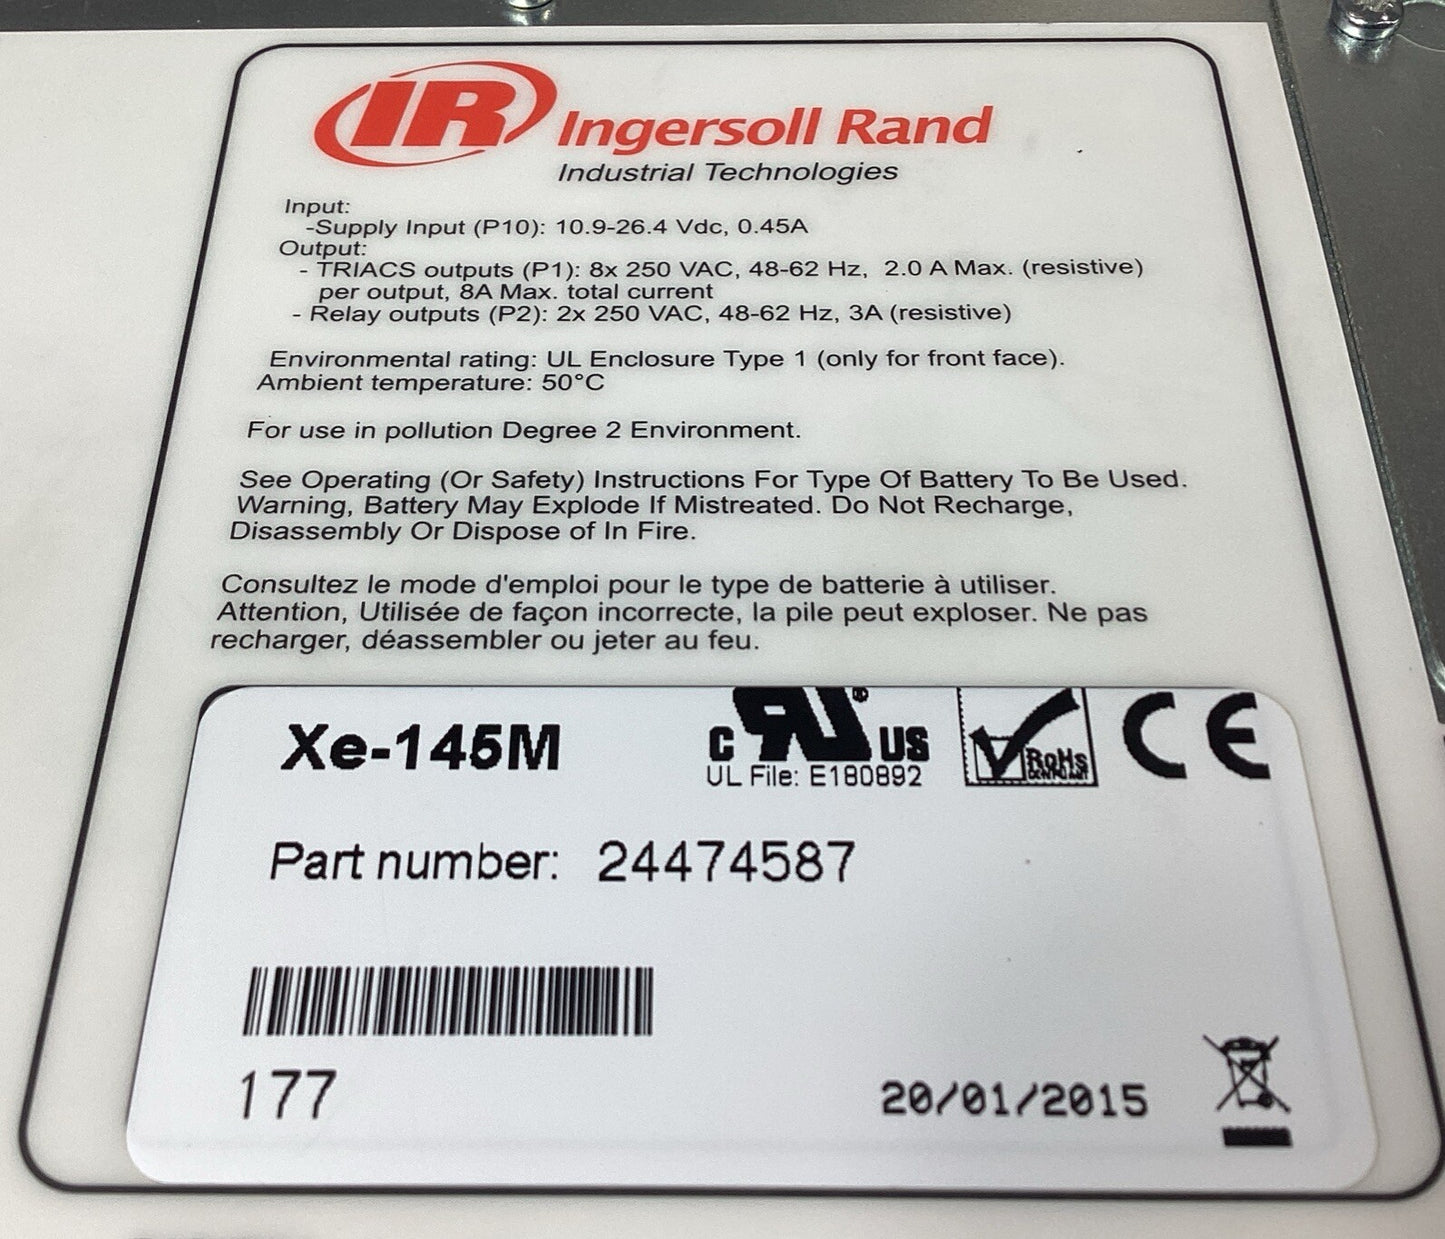 IR Ingersoll Rand
Industrial Technologies
Input:
-Supply Input (P10): 10.9-26.4 Vdc, 0.45A
Output:
- TRIACS outputs (P1): 8x 250 VAC, 48-62 Hz, 2.0 A Max. (resistive)
per output, 8A Max. total current
- Relay outputs (P2): 2x 250 VAC, 48-62 Hz, 3A (resistive)
Environmental rating: UL Enclosure Type 1 (only for front face).
Ambient temperature: 50°C
For use in pollution Degree 2 Environment.
See Operating (Or Safety) Instructions For Type Of Battery To Be Used.
Warning, Battery May Explode If Mistreated. Do Not Recharge,
Disassembly Or Dispose of In Fire.
Consultez le mode d'emploi pour le type de batterie à utiliser.
Attention, Utilisée de façon incorrecte, la pile peut exploser. Ne pas
recharger, déassembler ou jeter au feu.
Xe-145M
c RU ® US
UL File: E180892
RoHS
COMPLIANT
CE
Part number: 24474587
177
20/01/2015